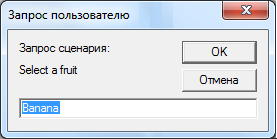 Запрос пользователю
Запрос сценария:
OK
Select a fruit
Отмена
Banana